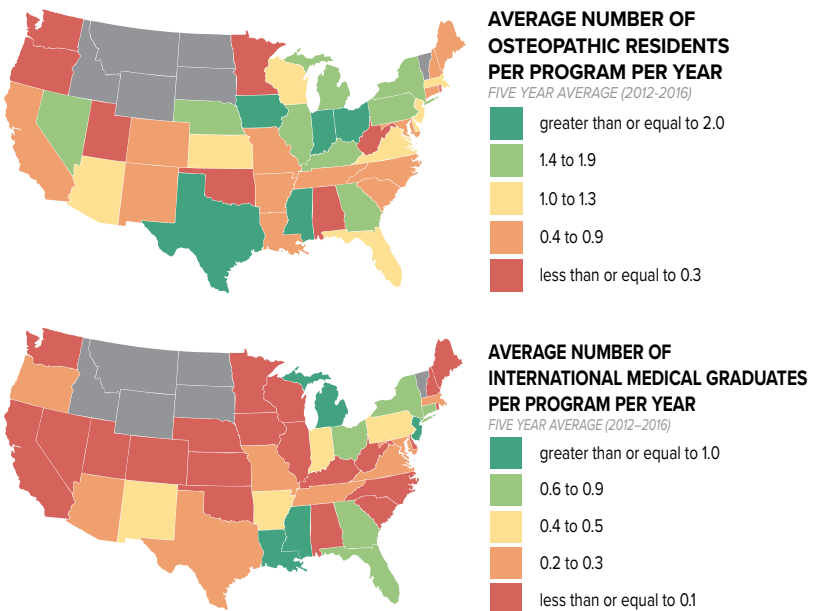 AVERAGE NUMBER OF
OSTEOPATHIC RESIDENTS
PER PROGRAM PER YEAR
FIVE YEAR AVERAGE (2012-2016)
greater than or equal to 2.0
1.4 to 1.9
1.0 to 1.3
0.4 to 0.9
less than or equal to 0.3
AVERAGE NUMBER OF
INTERNATIONAL MEDICAL GRADUATES
PER PROGRAM PER YEAR
FIVE YEAR AVERAGE (2012–2016)
greater than or equal to 1.0
0.6 to 0.9
0.4 to 0.5
0.2 to 0.3
less than or equal to 0.1